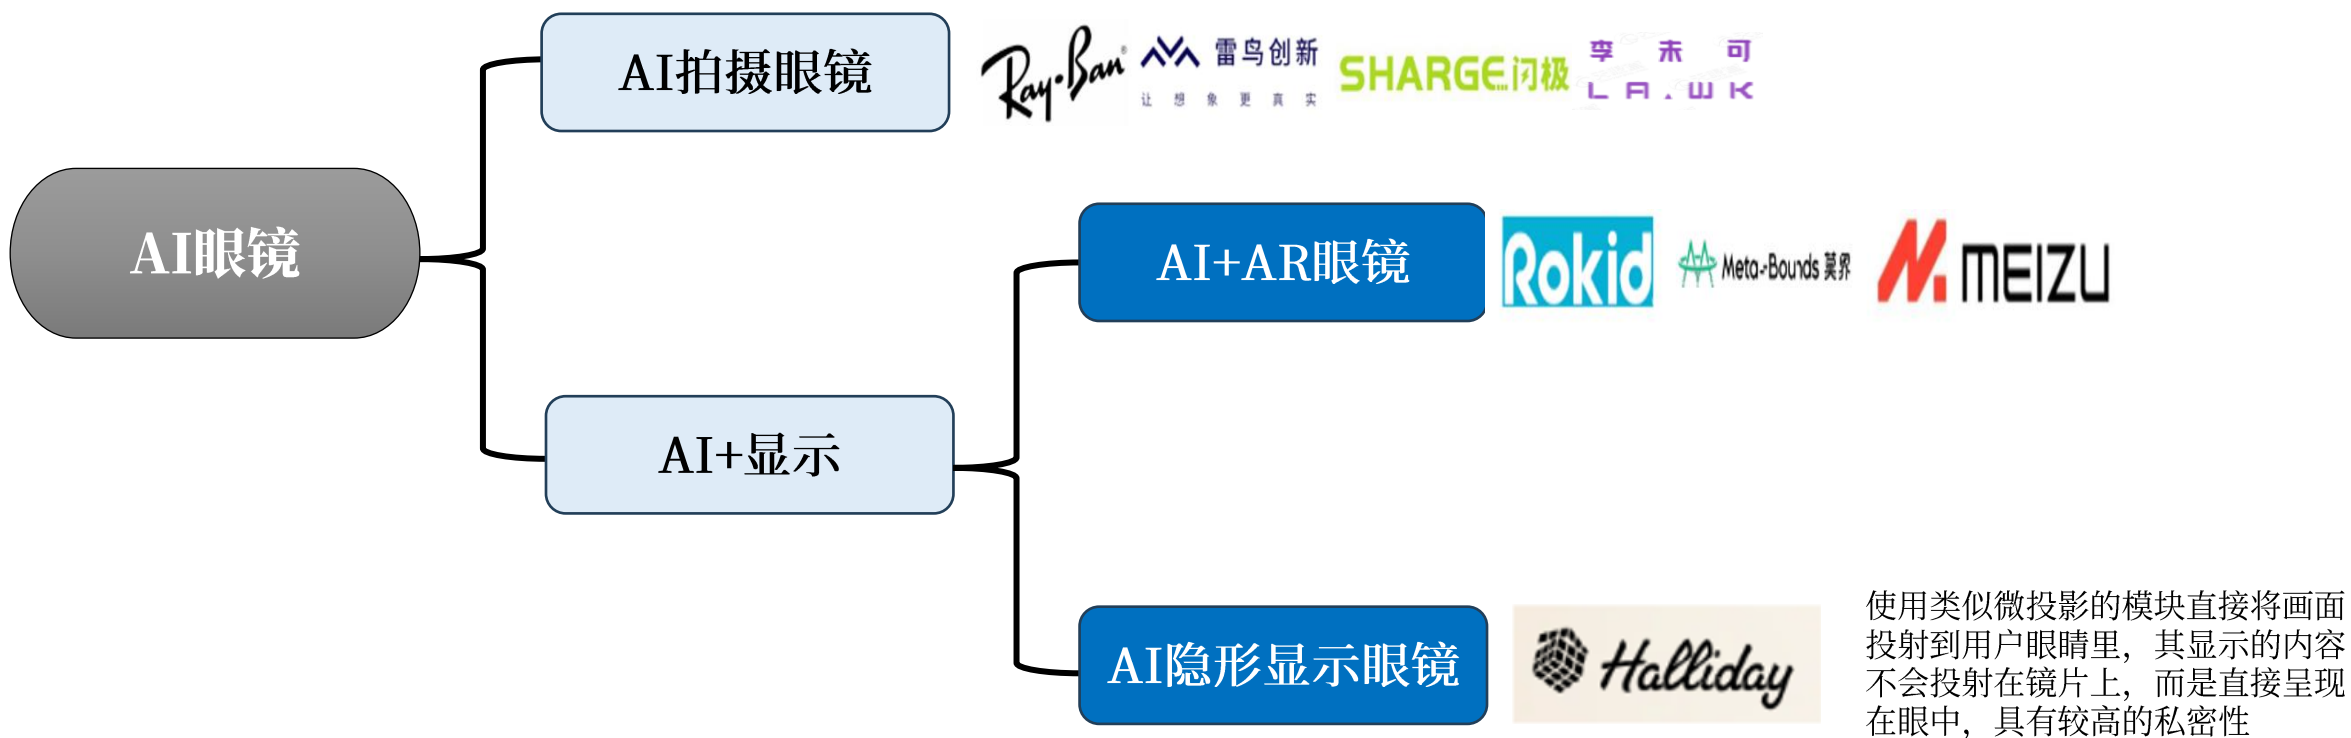 AI拍摄眼镜
Ray-Ban®
雷鸟创新
让想象更真实
SHARGE闪极
李未可
LA.WK
AI眼镜
AI+AR眼镜
Rokid
Meta-Bounds 莫界
MEIZU
AI+显示
AI隐形显示眼镜
Halliday
使用类似微投影的模块直接将画面
投射到用户眼睛里，其显示的内容
不会投射在镜片上，而是直接呈现
在眼中，具有较高的私密性